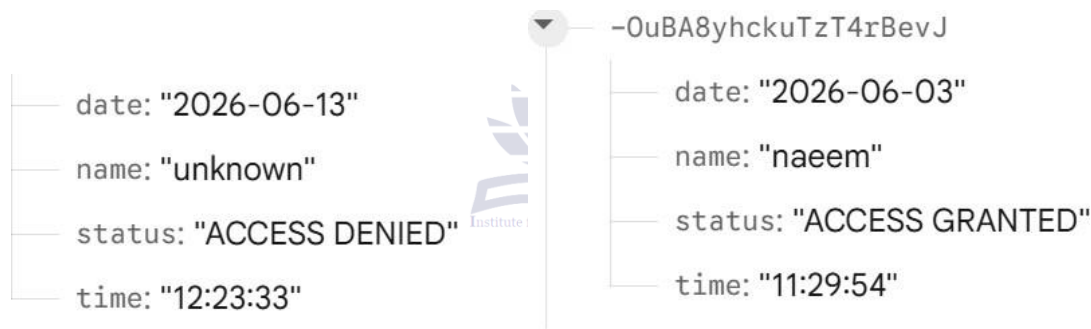 date: "2026-06-13"
name: "unknown"
status: "ACCESS DENIED"
time: "12:23:33"
Institute
-OuBA8yhckuTzT4rBevJ
date: "2026-06-03"
name: "naeem"
status: "ACCESS GRANTED"
time: "11:29:54"